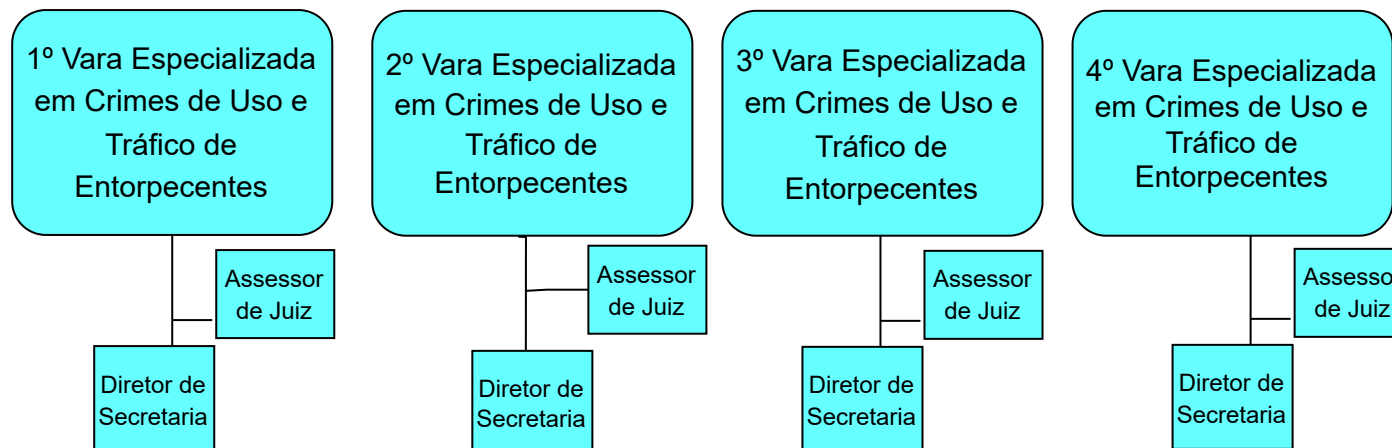 1º Vara Especializada
em Crimes de Uso e
Tráfico de
Entorpecentes
2º Vara Especializada
em Crimes de Uso e
Tráfico de
Entorpecentes
3º Vara Especializada
em Crimes de Uso e
Tráfico de
Entorpecentes
4º Vara Especializada
em Crimes de Uso e
Tráfico de
Entorpecentes
Assessor
de Juiz
Assessor
de Juiz
Assessor
de Juiz
Assesso
de Juiz
Diretor de
Secretaria
Diretor de
Secretaria
Diretor de
Secretaria
Diretor de
Secretaria